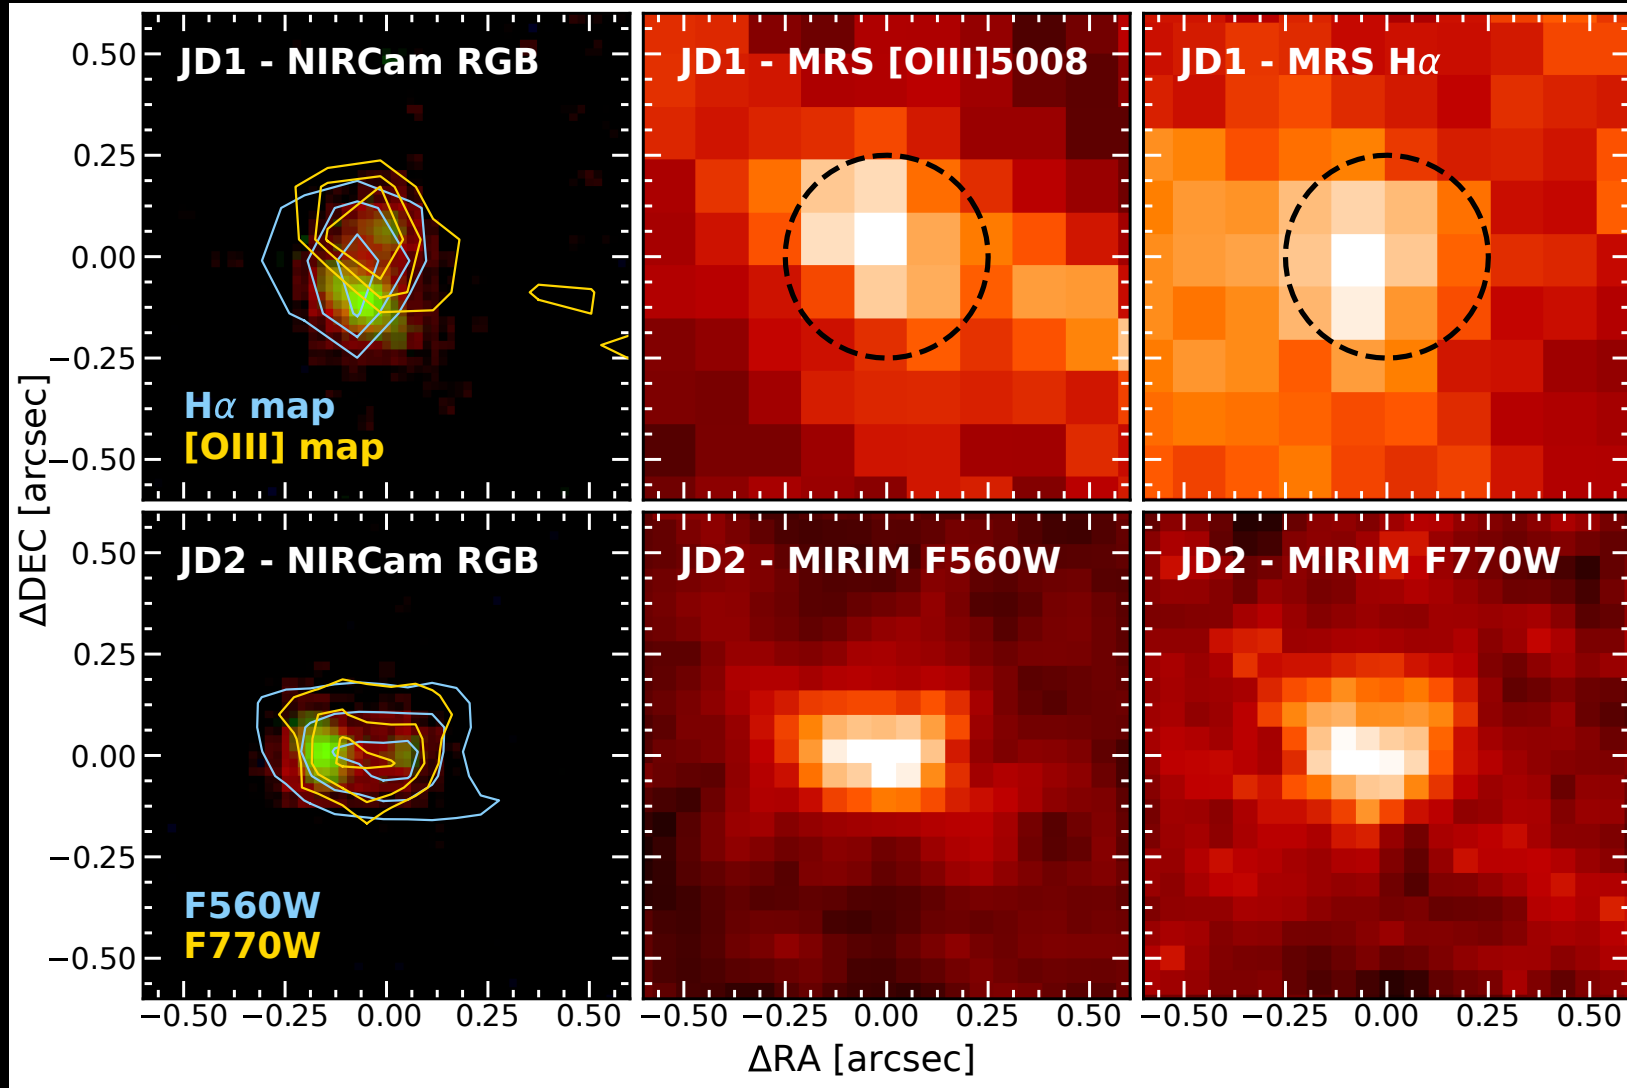 JD1 - NIRCam RGB
JD1 - MRS [OIII]5008
JD1 - MRS Hα
0.50
0.25
0.00
−0.25
−0.50
Hα map
[OIII] map
ΔDEC [arcsec]
JD2 - NIRCam RGB
JD2 - MIRIM F560W
JD2 - MIRIM F770W
0.50
0.25
0.00
−0.25
−0.50
F560W
F770W
−0.50 −0.25 0.00 0.25 0.50
−0.50 −0.25 0.00 0.25 0.50
−0.50 −0.25 0.00 0.25 0.50
ΔRA [arcsec]